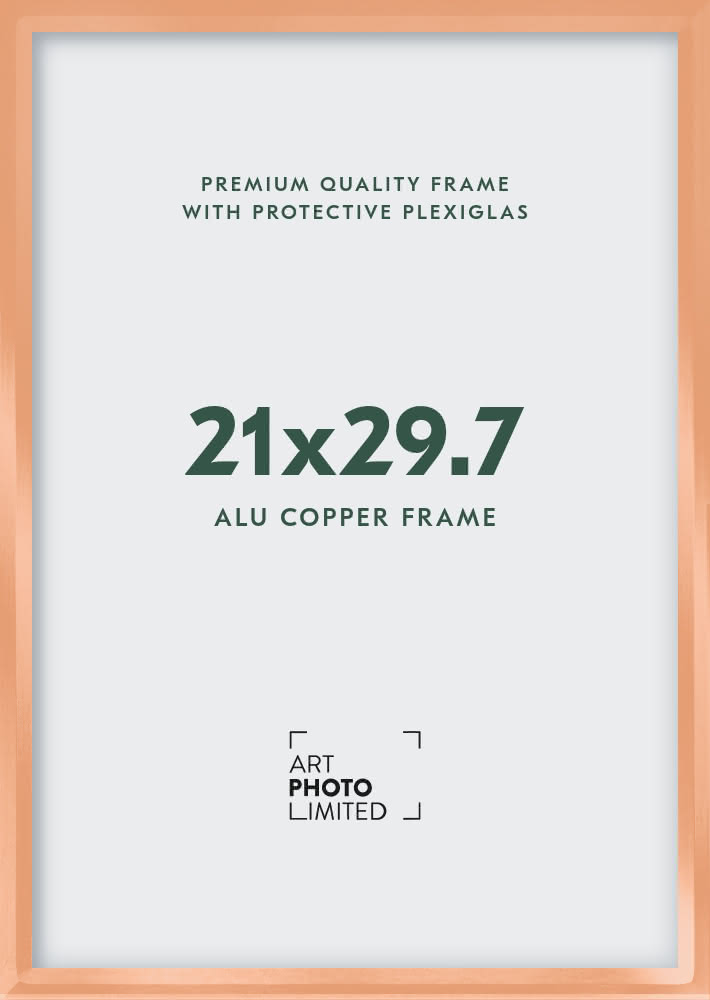 PREMIUM QUALITY FRAME
WITH PROTECTIVE PLEXIGLAS
21x29.7
ALU COPPER FRAME
ART
PHOTO
LIMITED